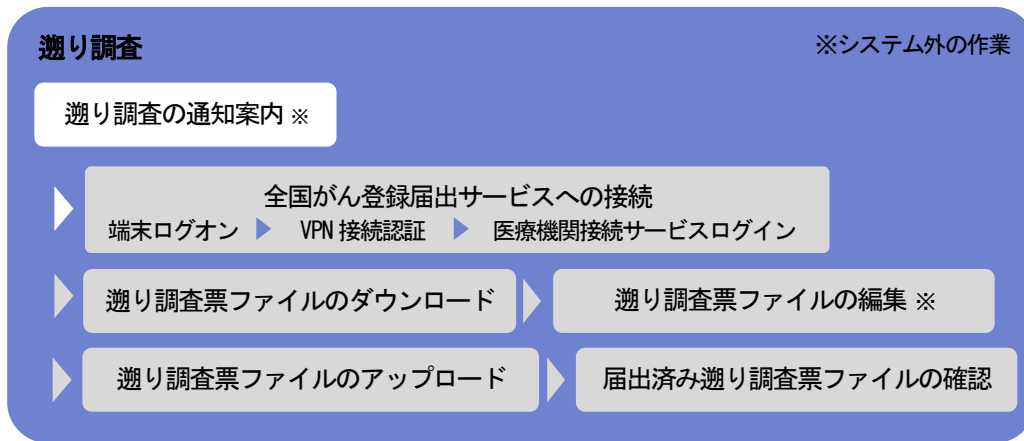 遡り調査
※システム外の作業
遡り調査の通知案内 ※
全国がん登録届出サービスへの接続
端末ログオン VPN 接続認証 医療機関接続サービスログイン
遡り調査票ファイルのダウンロード 遡り調査票ファイルの編集 ※
遡り調査票ファイルのアップロード 届出済み遡り調査票ファイルの確認